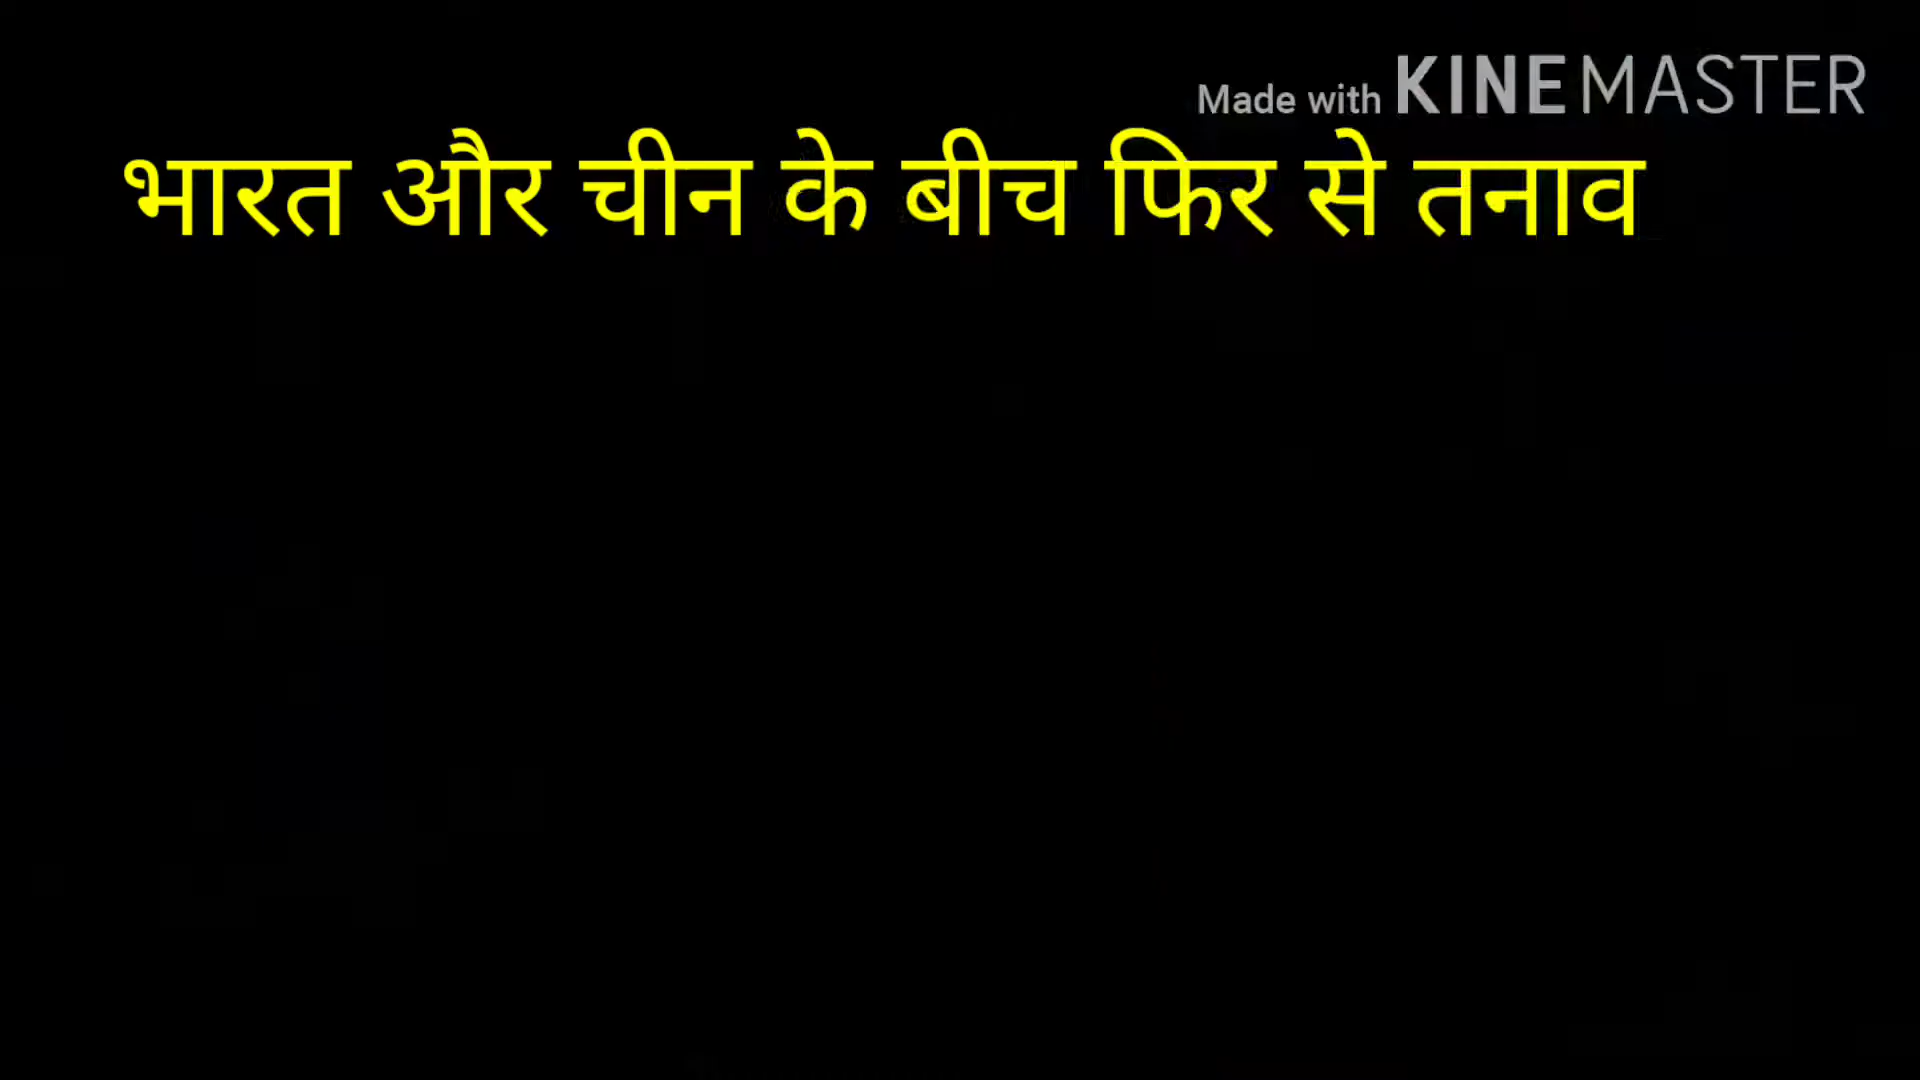 Made with KINEMASTER
भारत और चीन के बीच फिर से तनाव